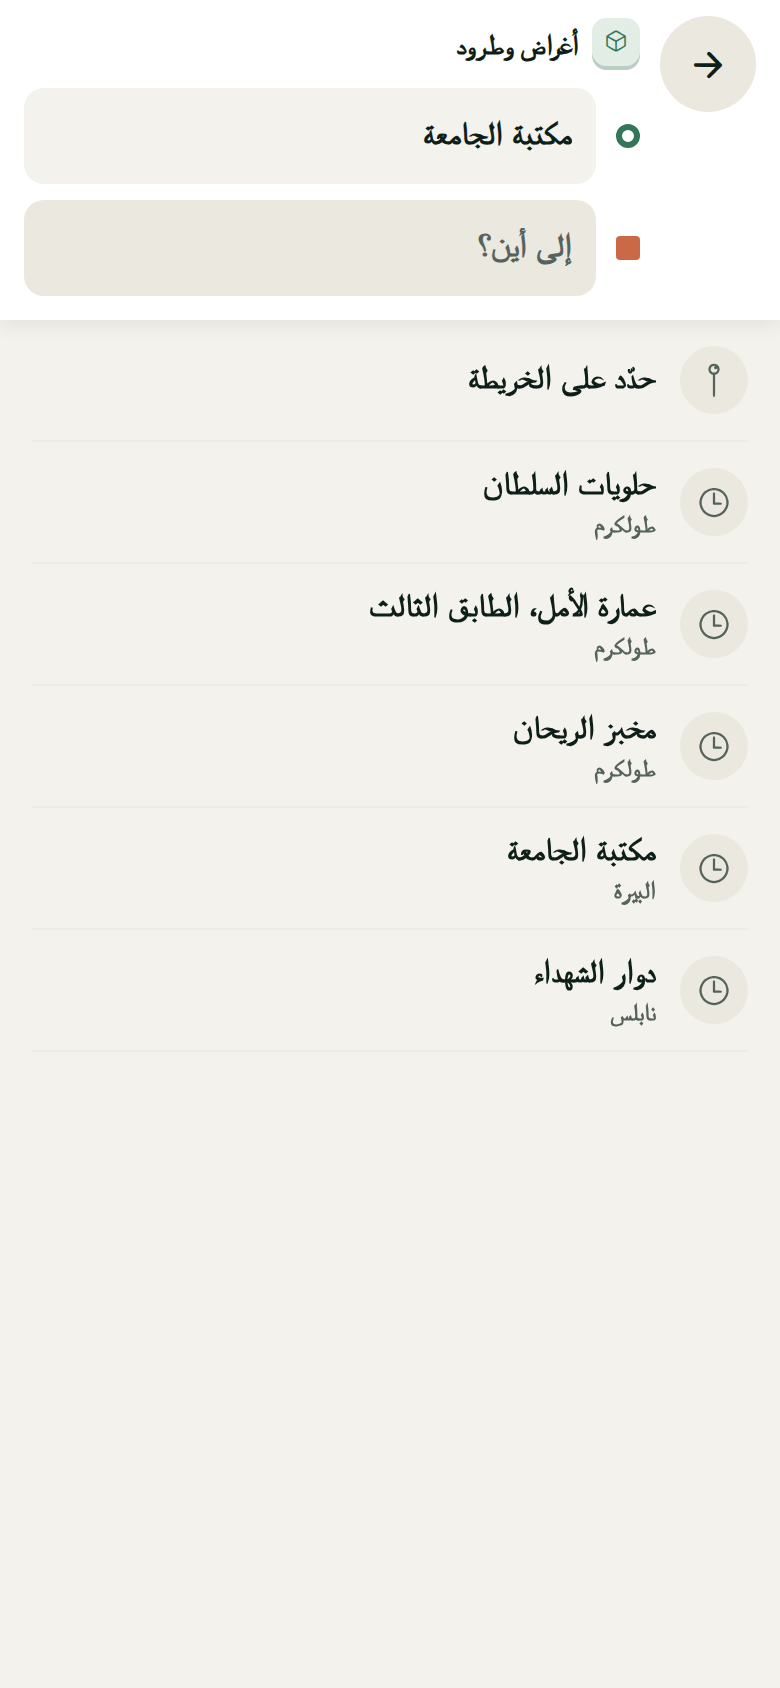 أغراض وطرود
مكتبة الجامعة
إلى أين؟
حدّد على الخريطة
حلويات السلطان
طولكرم
عمارة الأمل، الطابق الثالث
طولكرم
مخبز الريحان
طولكرم
مكتبة الجامعة
البيرة
دوار الشهداء
نابلس